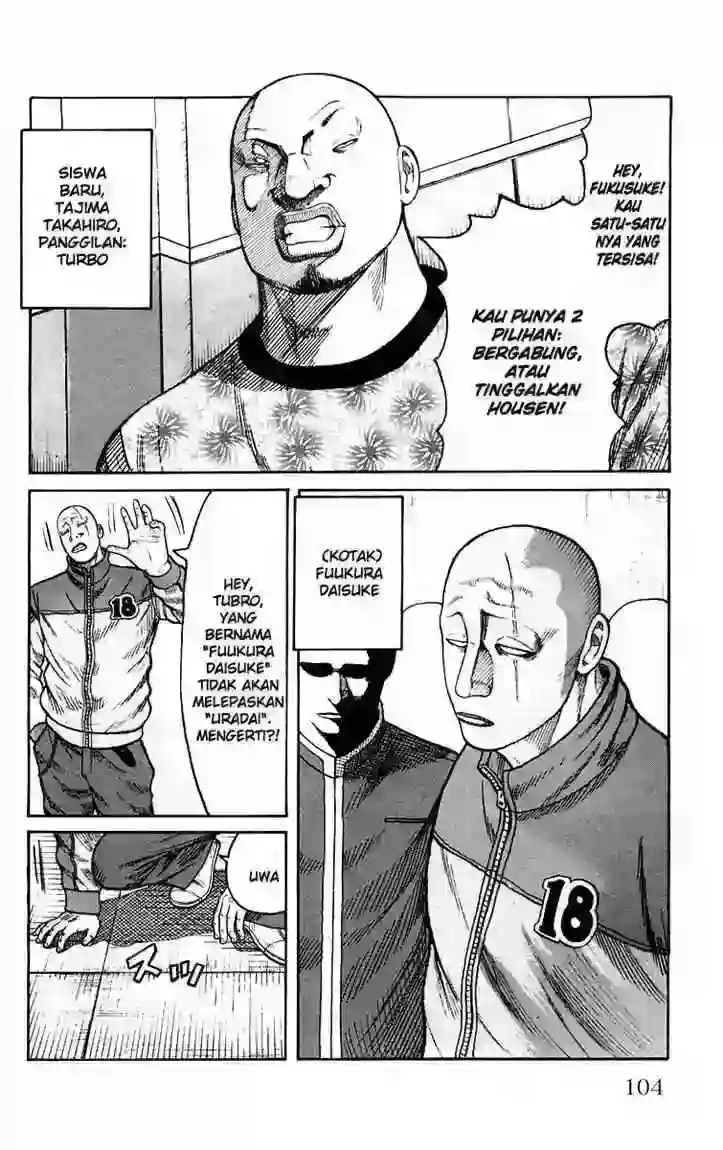 SISWA
BARU,
TAJIMA
TAKAHIRO,
PANGGILAN:
TURBO
HEY,
FUKUSUKE!
KAU
SATU-SATU
NYA YANG
TERSISA!
KAU PUNYA 2
PILIHAN:
BERGABUNG,
ATAU
TINGGALKAN
HOUSEN!
HEY,
TUBRO,
YANG
BERNAMA
"FUUKURA
DAISUKE"
TIDAK AKAN
MELEPASKAN
"URADAI".
MENGERTI?!
18
(KOTAK)
FUUKURA
DAISUKE
18
UWA
スッ
104